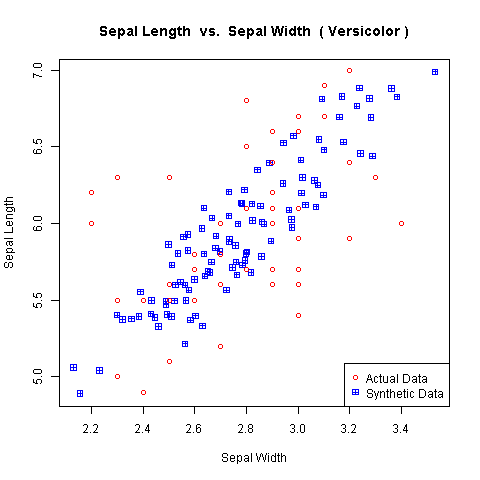 Sepal Length vs. Sepal Width ( Versicolor )
Sepal Length
7.0
6.5
6.0
5.5
5.0
2.2 2.4 2.6 2.8 3.0 3.2 3.4
Sepal Width
Actual Data
Synthetic Data